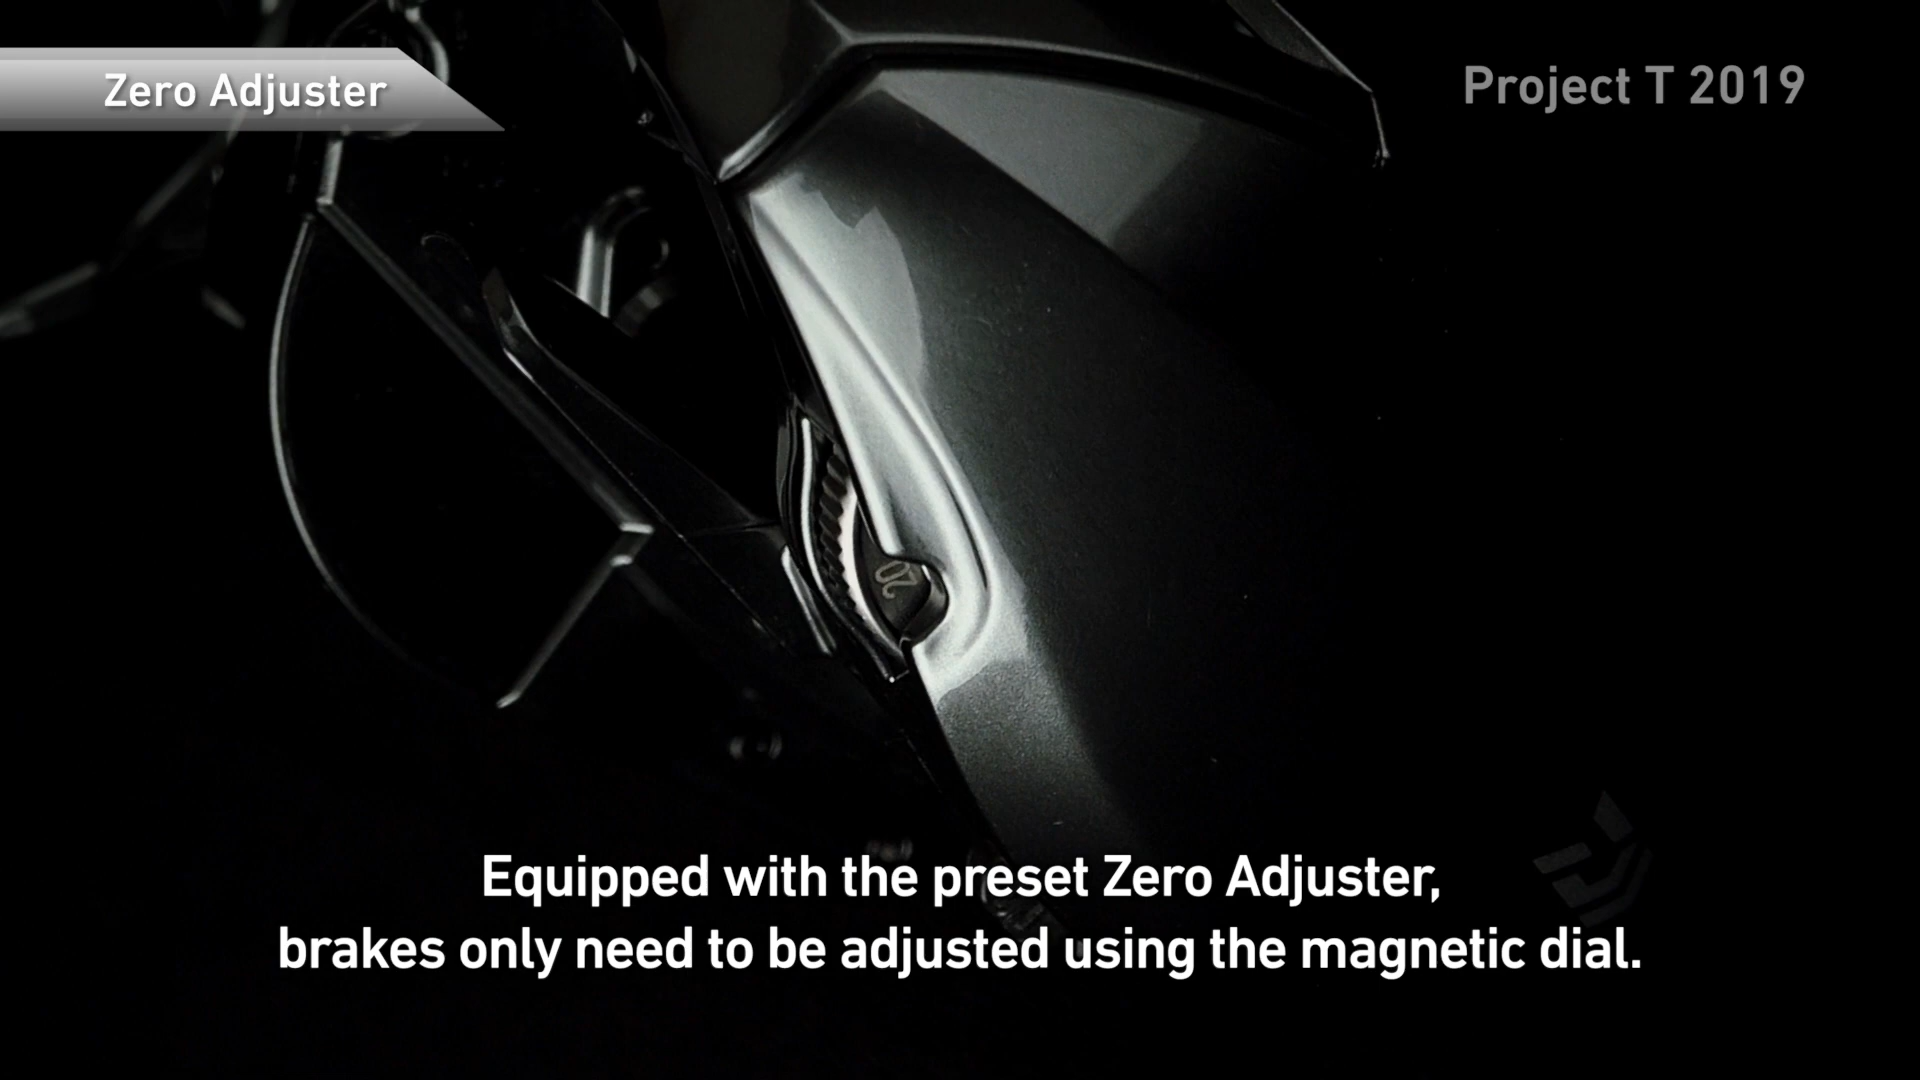 Zero Adjuster
Project T 2019
20
Equipped with the preset Zero Adjuster,
brakes only need to be adjusted using the magnetic dial.